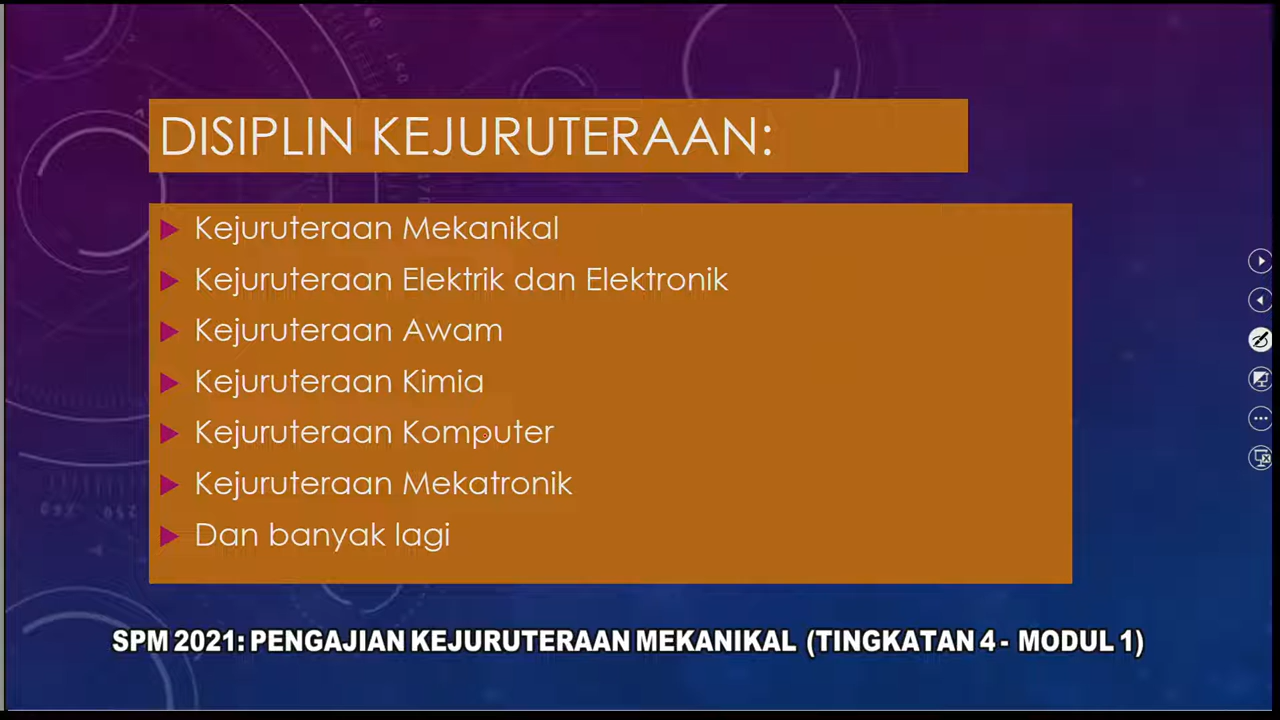 DISIPLIN KEJURUTERAAN:
Kejuruteraan Mekanikal
Kejuruteraan Elektrik dan Elektronik
Kejuruteraan Awam
Kejuruteraan Kimia
Kejuruteraan Komputer
Kejuruteraan Mekatronik
Dan banyak lagi
SPM 2021: PENGAJIAN KEJURUTERAAN MEKANIKAL (TINGKATAN 4 - MODUL 1)